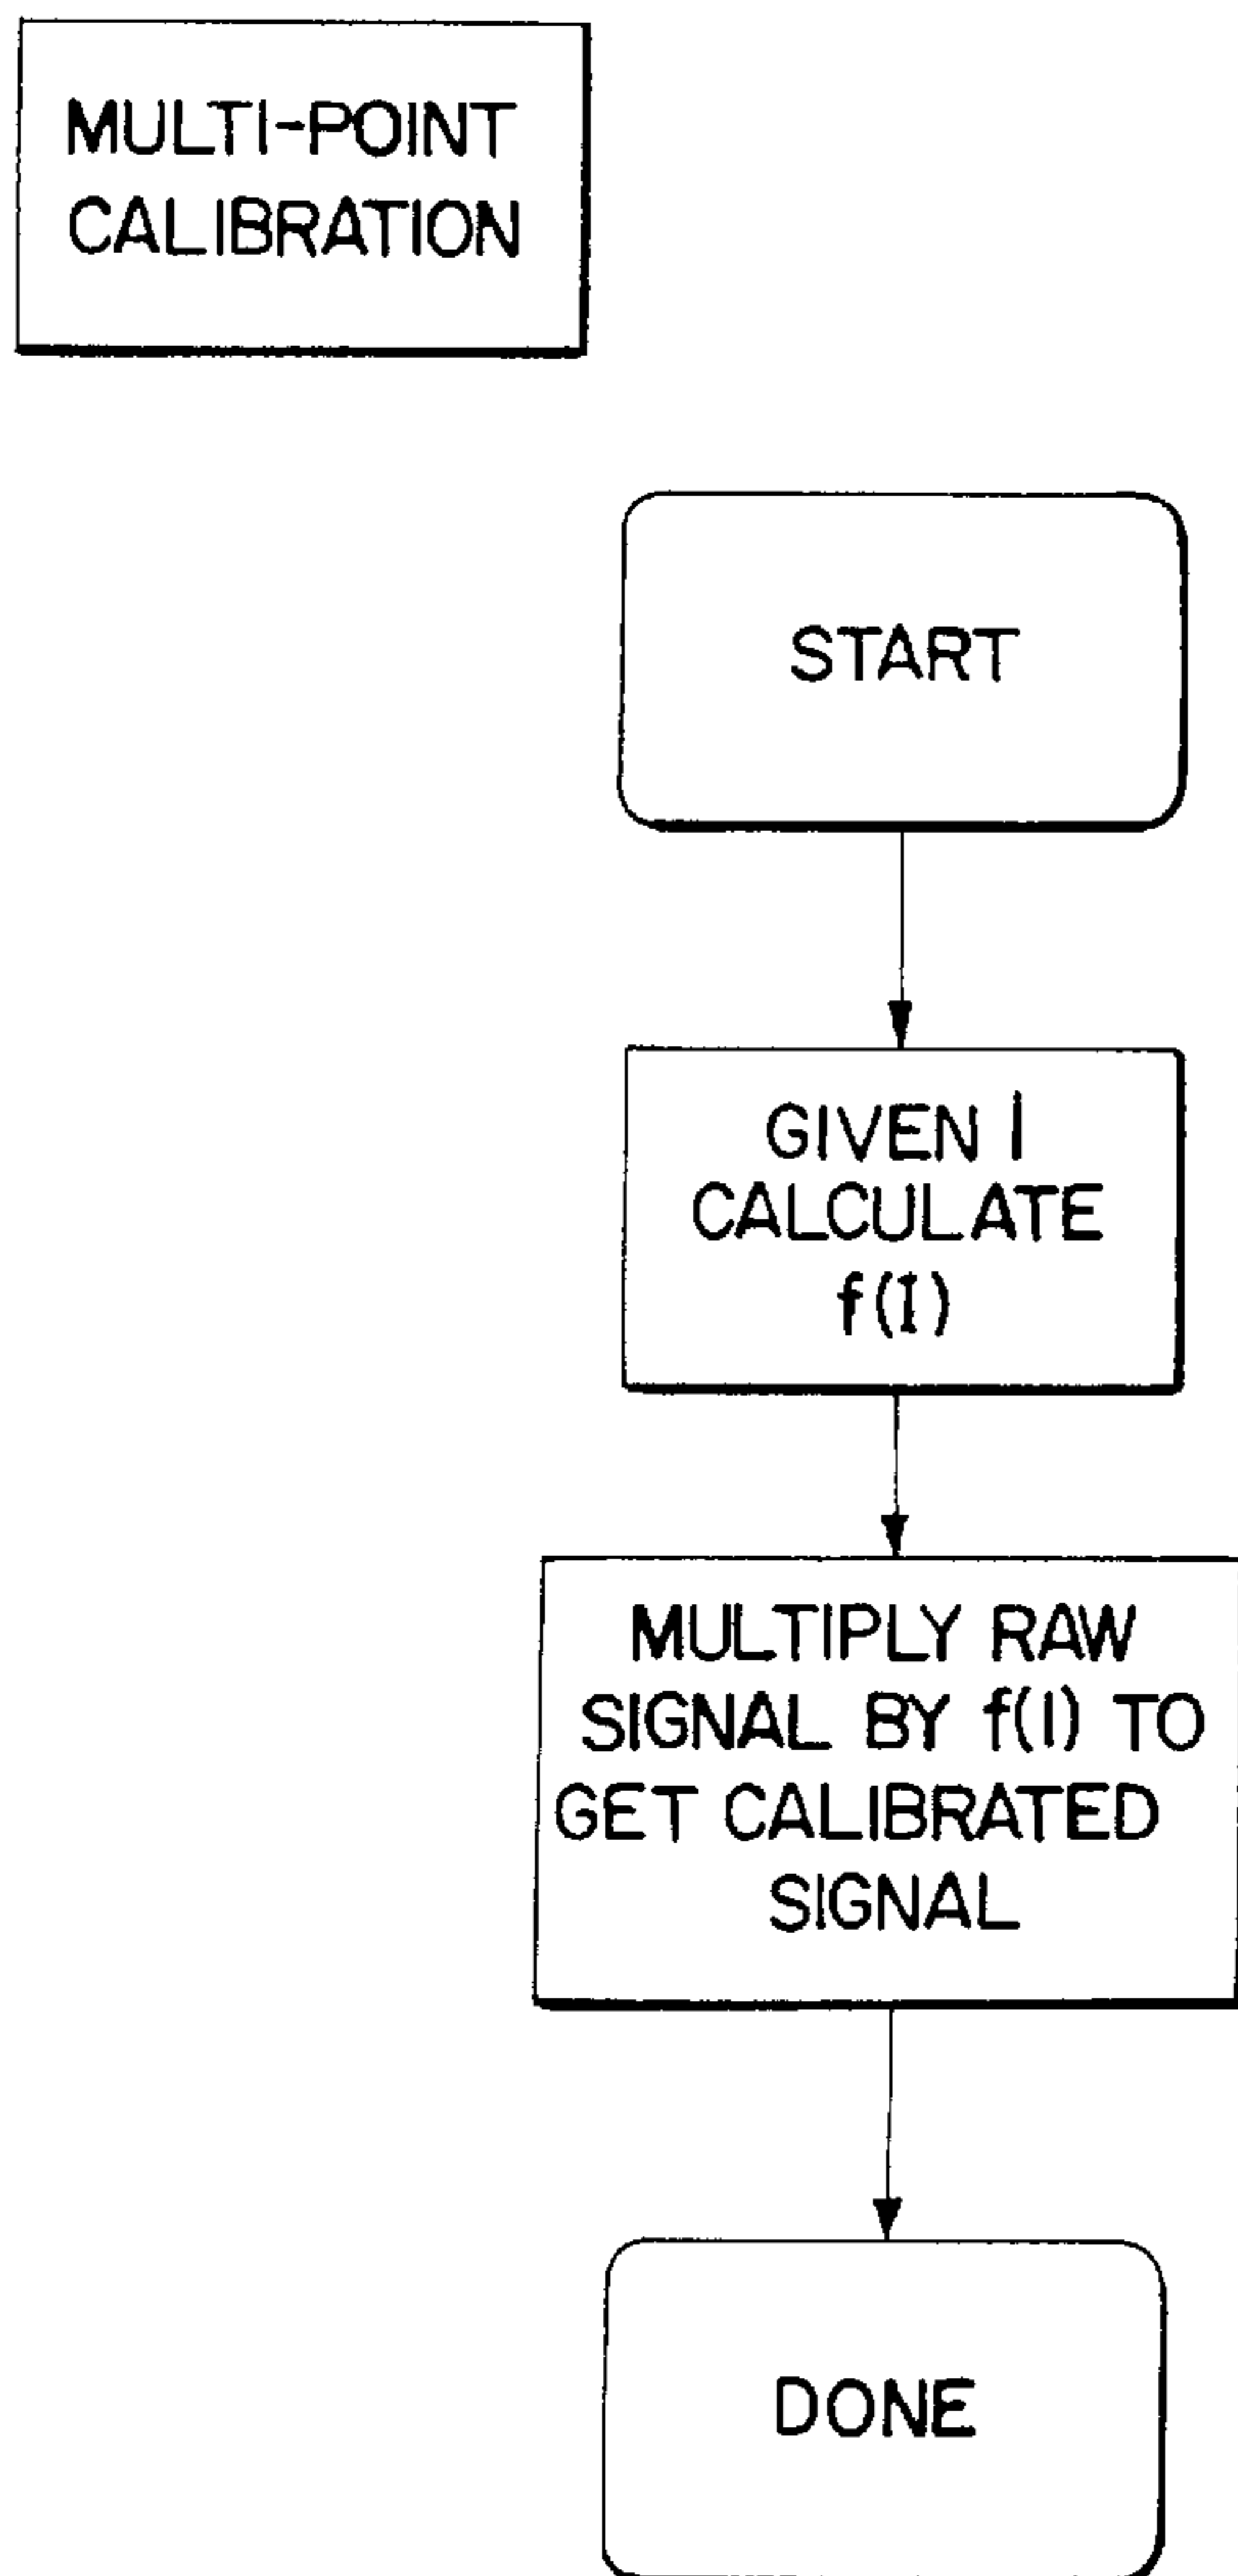 MULTI-POINT
CALIBRATION
START
GIVEN I
CALCULATE
f(I)
MULTIPLY RAW
SIGNAL BY f(I) TO
GET CALIBRATED
SIGNAL
DONE